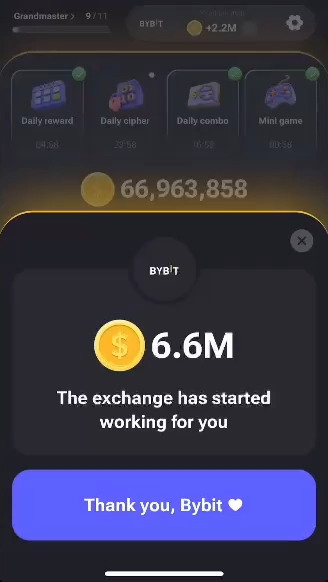 Grandmaster >
9 / 11
BYBIT
+2.2M
Daily reward
Daily cipher
Daily combo
Mini game
66,963,858
BYBIT
6.6M
The exchange has started
working for you
Thank you, Bybit